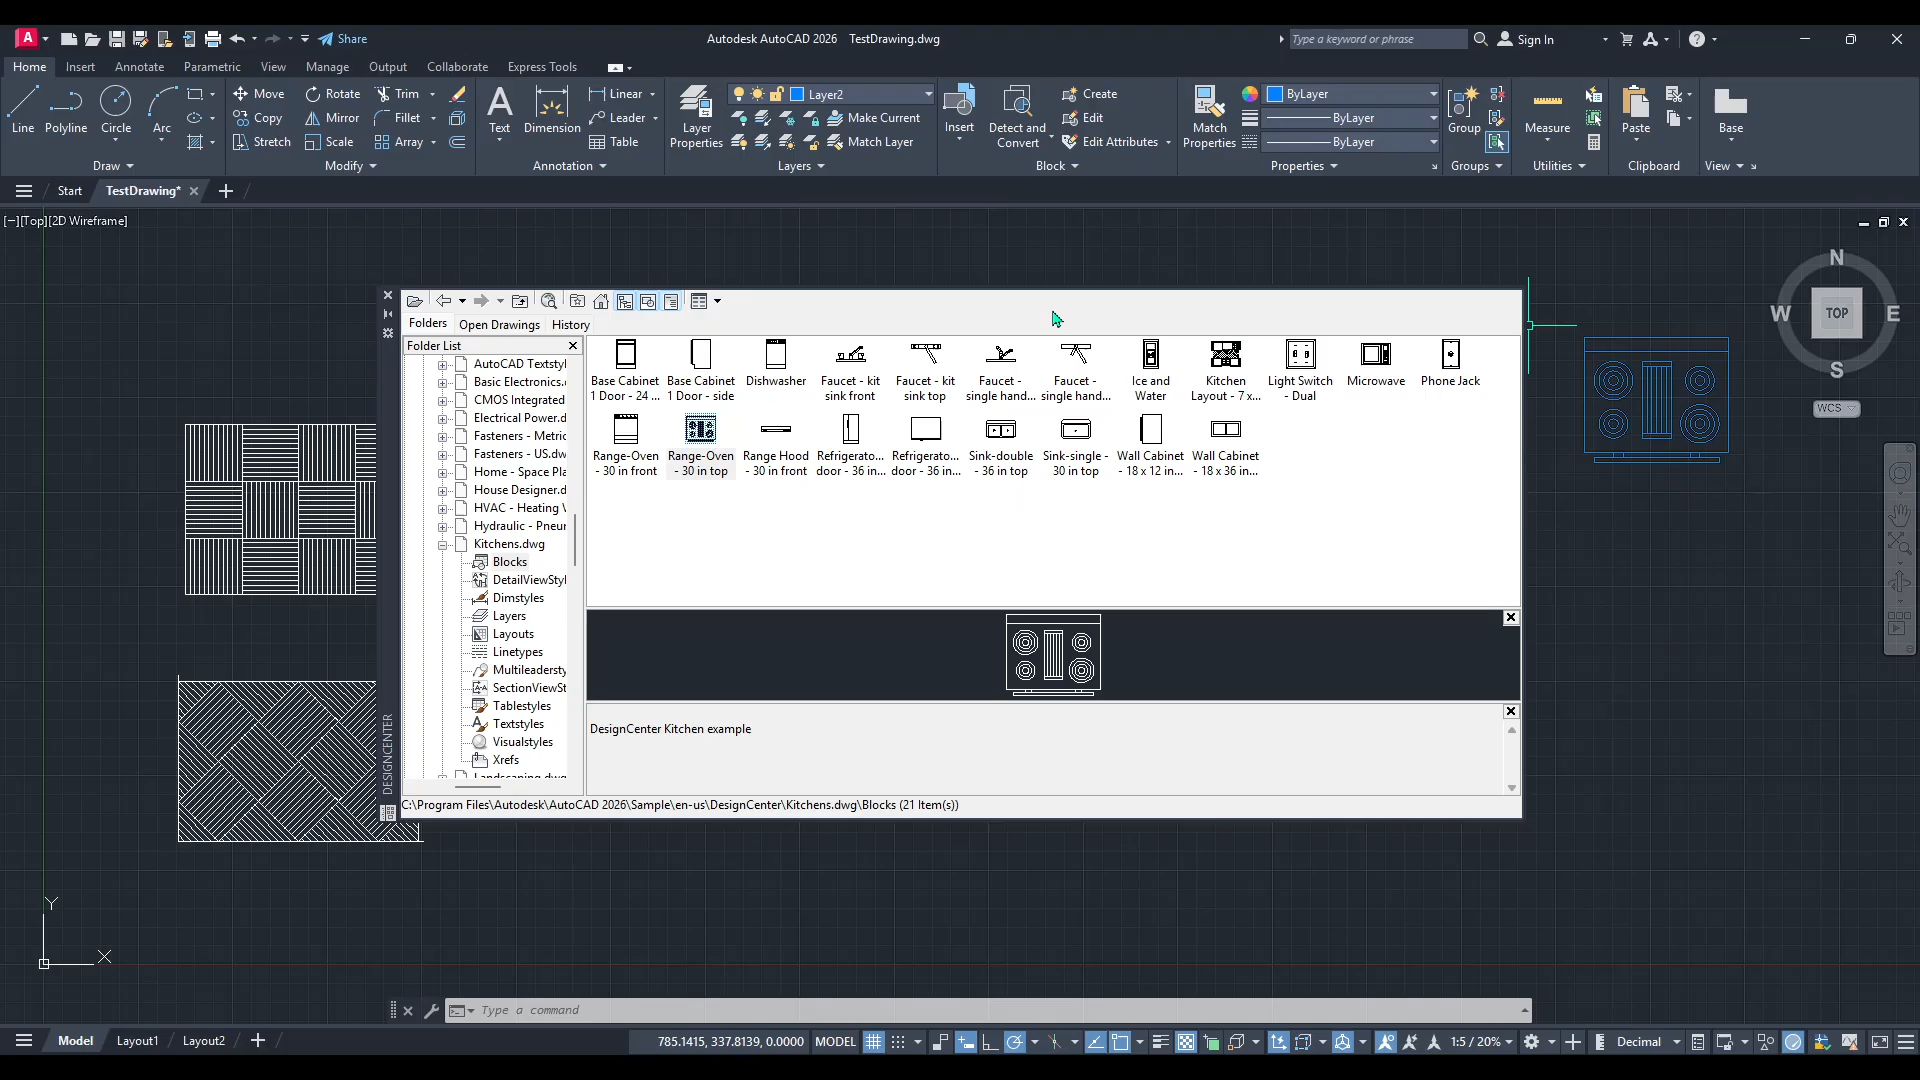 A
Share
Autodesk AutoCAD 2026 TestDrawing.dwg
Type a keyword or phrase
Sign In
Home Insert Annotate Parametric View Manage Output Collaborate Express Tools
Line
Polyline
Circle
Arc
Move
Rotate
Trim
Copy
Mirror
Fillet
Stretch
Scale
Array
Text
Dimension
Linear
Leader
Table
Layer
Properties
Layer2
Make Current
Match Layer
Insert
Detect and
Convert
Create
Edit
Edit Attributes
Match
Properties
ByLayer
ByLayer
ByLayer
Group
Measure
Paste
Base
Draw
Modify
Annotation
Layers
Block
Properties
Groups
Utilities
Clipboard
View
Start
TestDrawing*
[−][Top][2D Wireframe]
N
W
TOP
E
S
WCS
Folders
Open Drawings
History
Folder List
AutoCAD Textstyl
Basic Electronics.
CMOS Integrated
Electrical Power.d
Fasteners - Metric
Fasteners - US.dw
Home - Space Pla
House Designer.d
HVAC - Heating V
Hydraulic - Pneur
Kitchens.dwg
Blocks
DetailViewStyl
Dimstyles
Layers
Layouts
Linetypes
Multileadersty
SectionViewSt
Tablestyles
Textstyles
Visualstyles
Xrefs
Landscaping.dwg
Base Cabinet
1 Door - 24 ...
Base Cabinet
1 Door - side
Dishwasher
Faucet - kit
sink front
Faucet - kit
sink top
Faucet -
single hand...
Faucet -
single hand...
Ice and
Water
Kitchen
Layout - 7 x...
Light Switch
- Dual
Microwave
Phone Jack
Range-Oven
- 30 in front
Range-Oven
- 30 in top
Range Hood
- 30 in front
Refrigerato...
door - 36 in...
Refrigerato...
door - 36 in...
Sink-double
- 36 in top
Sink-single -
30 in top
Wall Cabinet
- 18 x 12 in...
Wall Cabinet
- 18 x 36 in...
DesignCenter Kitchen example
DESIGNCENTER
C:\Program Files\Autodesk\AutoCAD 2026\Sample\en-us\DesignCenter\Kitchens.dwg\Blocks (21 Item(s))
Y
X
Type a command
Model
Layout1
Layout2
785.1415, 337.8139, 0.0000
MODEL
1:5 / 20%
Decimal